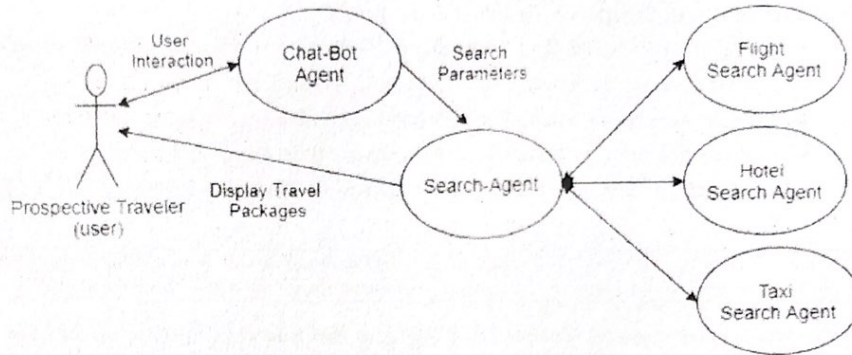 User
Interaction
Chat-Bot
Agent
Search
Parameters
Flight
Search Agent
Search-Agent
Hotel
Search Agent
Display Travel
Packages
Prospective Traveler
(user)
Taxi
Search Agent